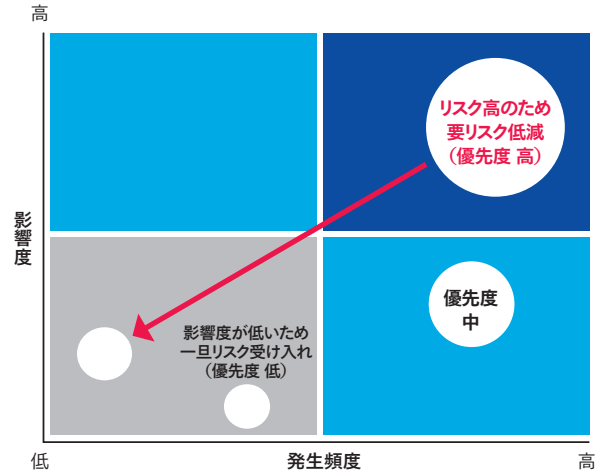 高
リスク高のため
要リスク低減
（優先度 高）
影響度
優先度
中
影響度が低いため
一旦リスク受け入れ
（優先度 低）
低
発生頻度
高